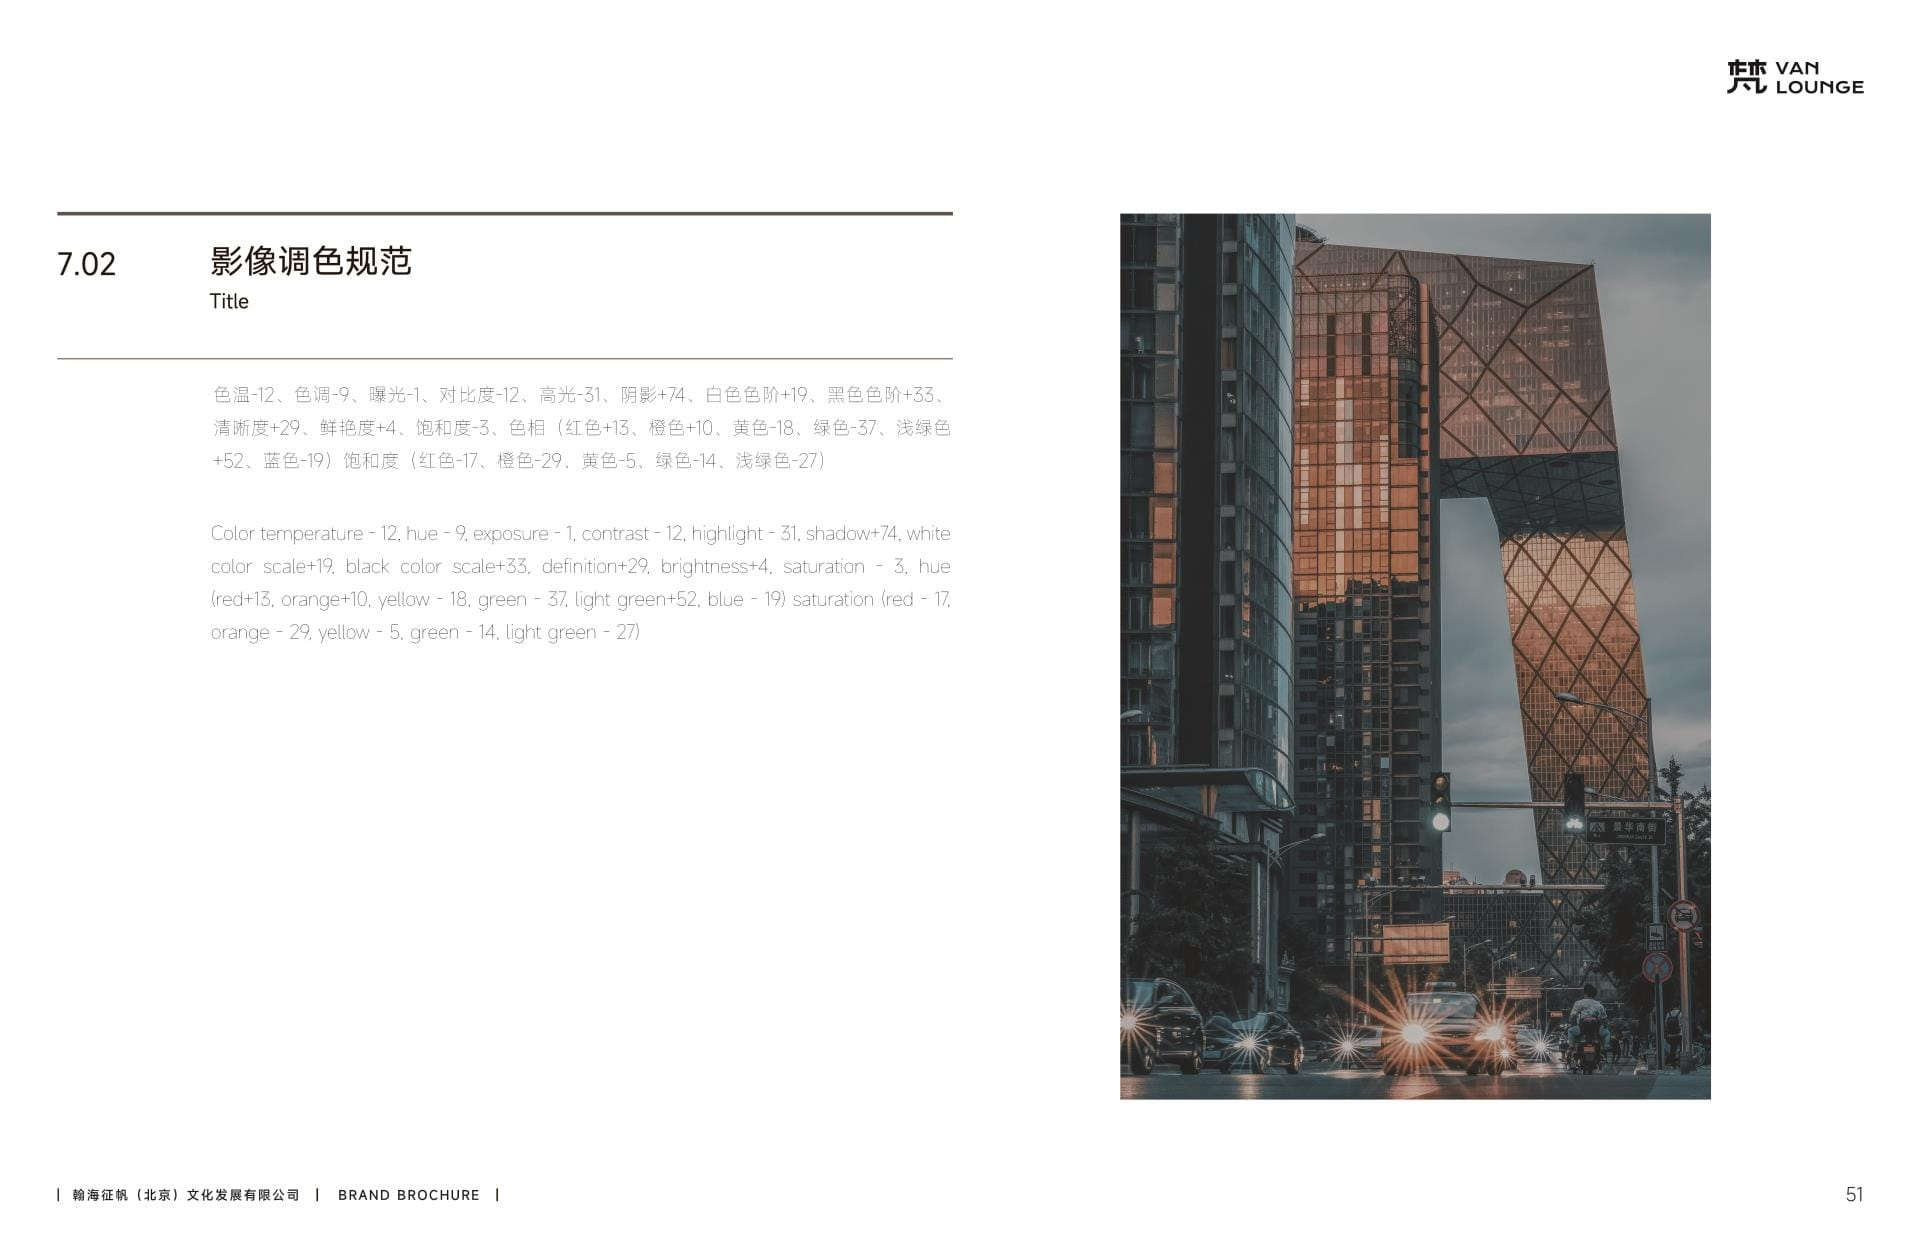 梵 VAN
LOUNGE
7.02
影像调色规范
Title
色温-12、色调-9、曝光-1、对比度-12、高光-31、阴影+74、白色色阶+19、黑色色阶+33、
清晰度+29、鲜艳度+4、饱和度-3、色相（红色+13、橙色+10、黄色-18、绿色-37、浅绿色
+52、蓝色-19）饱和度（红色-17、橙色-29、黄色-5、绿色-14、浅绿色-27）
Color temperature - 12, hue - 9, exposure - 1, contrast - 12, highlight - 31, shadow+74, white
color scale+19, black color scale+33, definition+29, brightness+4, saturation - 3, hue
(red+13, orange+10, yellow - 18, green - 37, light green+52, blue - 19) saturation (red - 17,
orange - 29, yellow - 5, green - 14, light green - 27)
景华南街
| 翰海征帆（北京）文化发展有限公司 | BRAND BROCHURE |
51